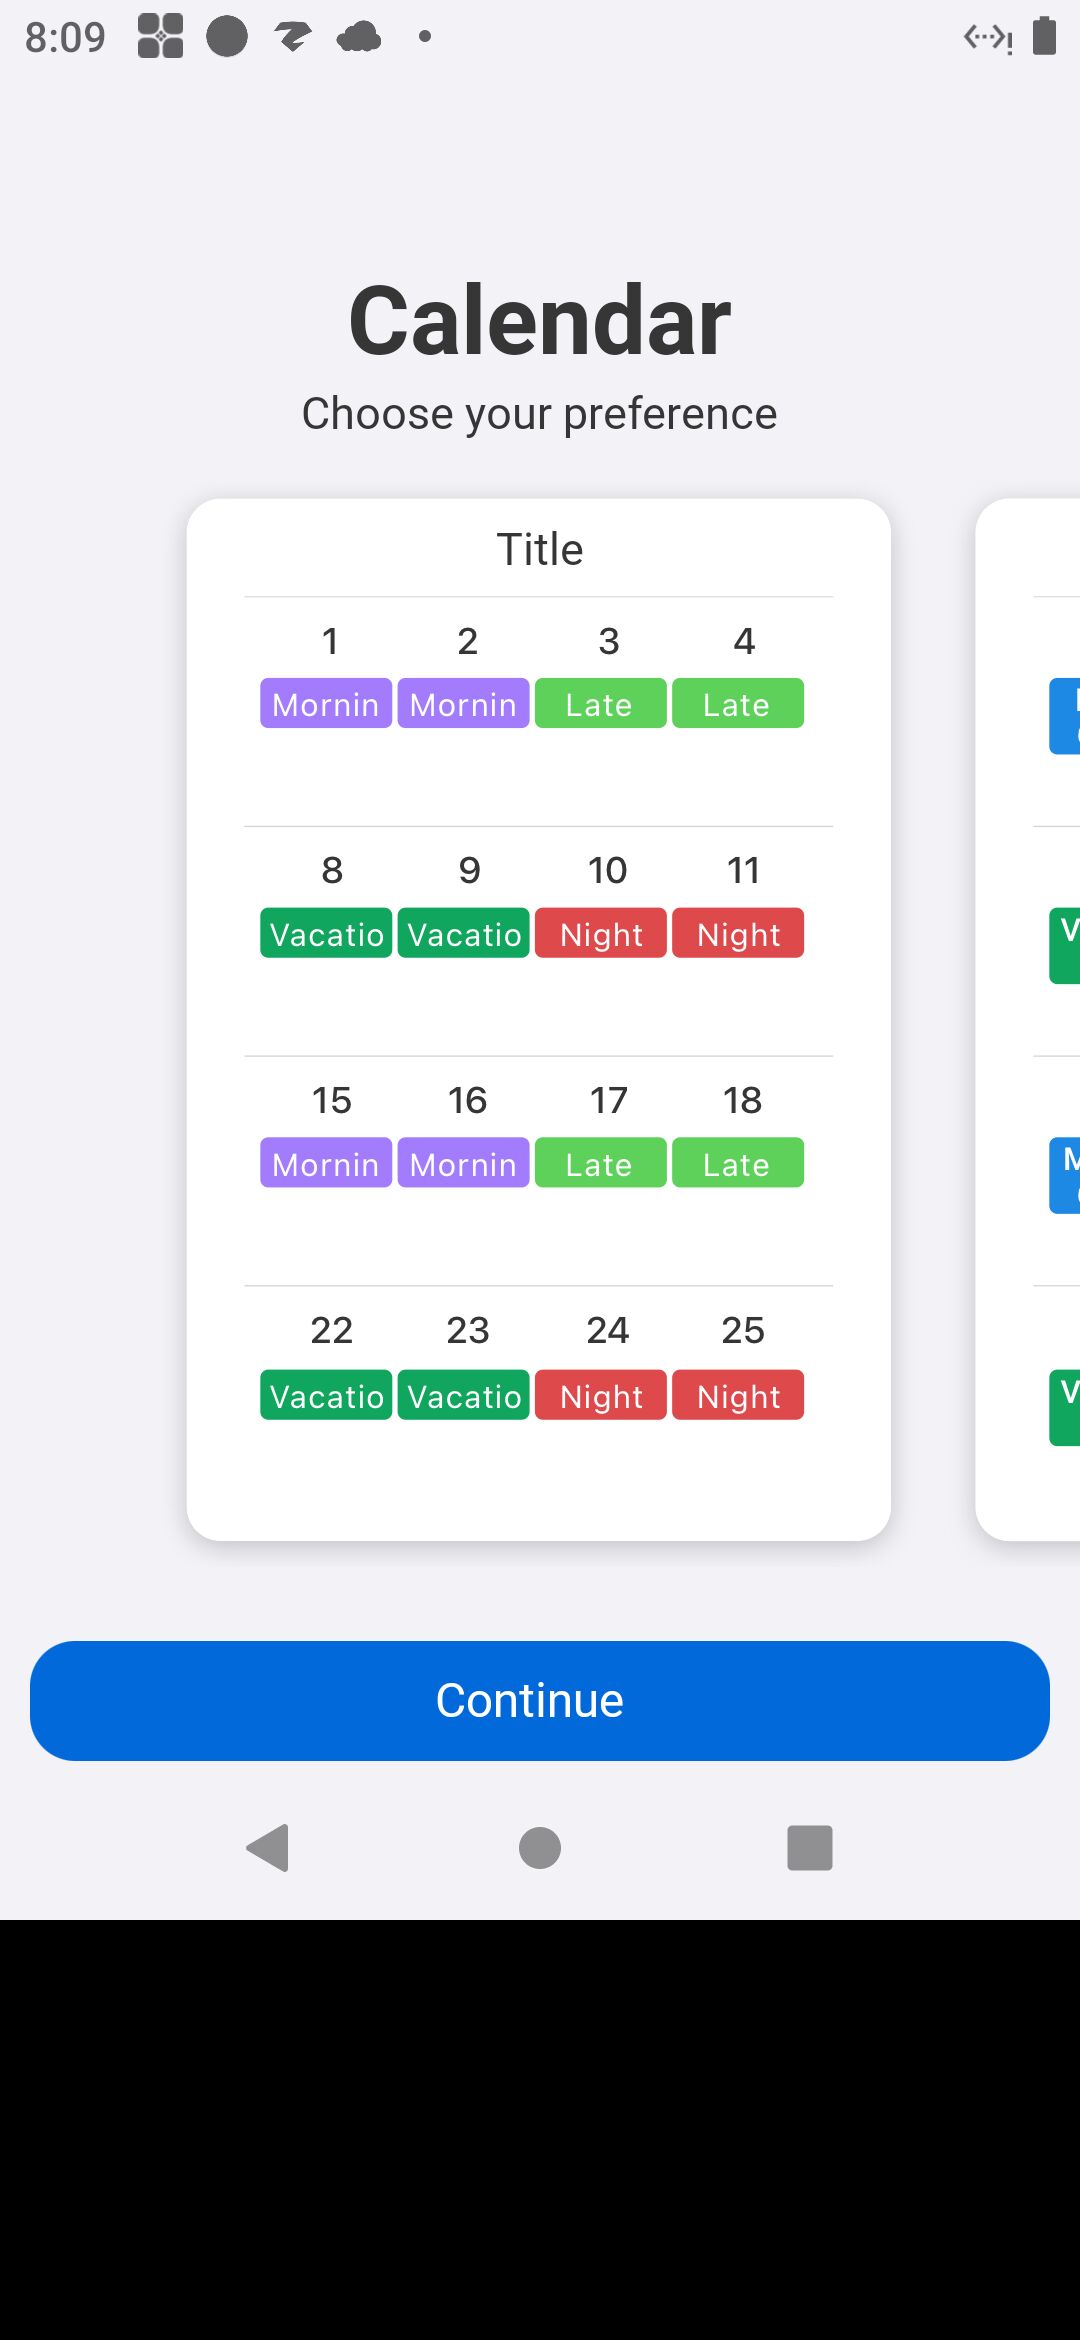 8:09
Calendar
Choose your preference
Title
1 2 3 4
Mornin Mornin Late Late
8 9 10 11
Vacatio Vacatio Night Night
15 16 17 18
Mornin Mornin Late Late
22 23 24 25
Vacatio Vacatio Night Night
Continue